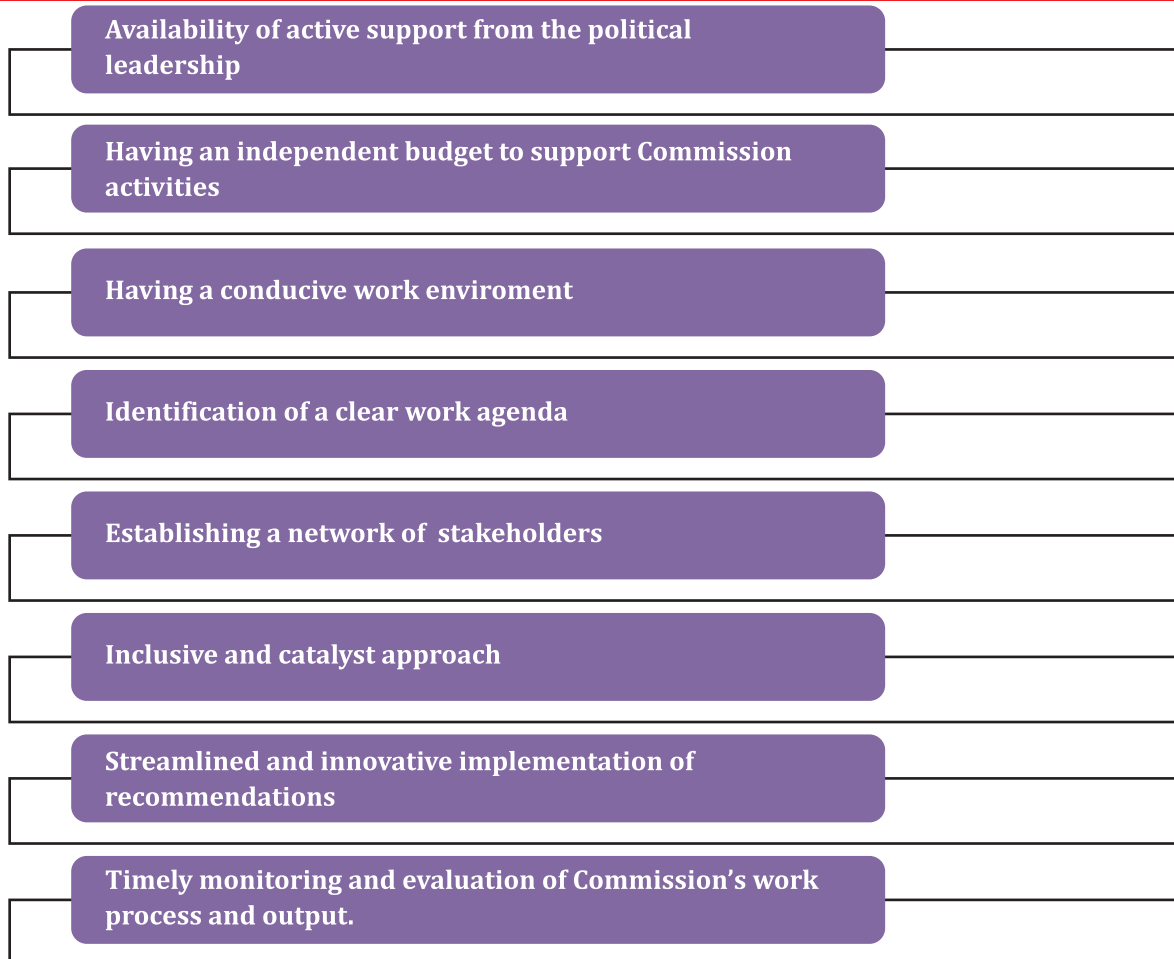 Availability of active support from the political
leadership
Having an independent budget to support Commission
activities
Having a conducive work enviroment
Identification of a clear work agenda
Establishing a network of  stakeholders
Inclusive and catalyst approach
Streamlined and innovative implementation of
recommendations
Timely monitoring and evaluation of Commission’s work
process and output.